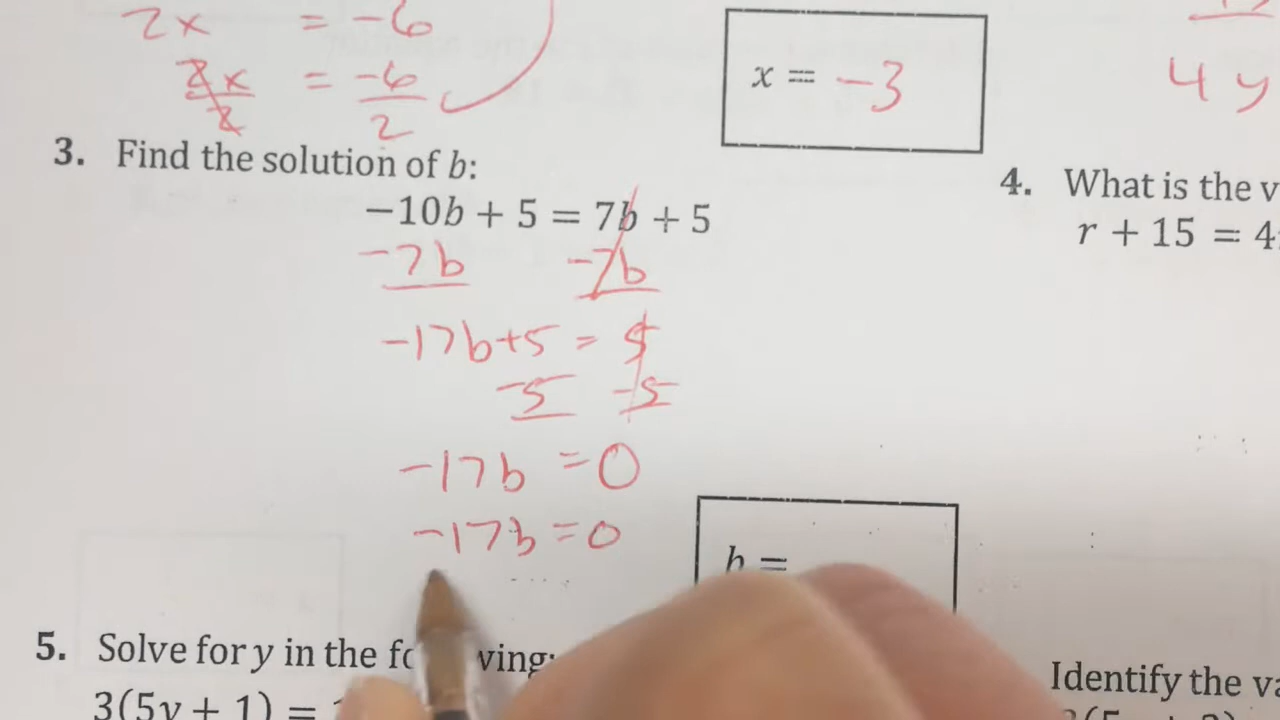 2x = -6
2x/2 = -6/2
x = -3
4y
3. Find the solution of b:
−10b + 5 = 7b + 5
-7b -7b
-17b+5 = 5
-5 -5
-17b = 0
-17b = 0
b =
4. What is the v
r + 15 = 4
5. Solve for y in the fo ving:
3(5y + 1) =
Identify the va